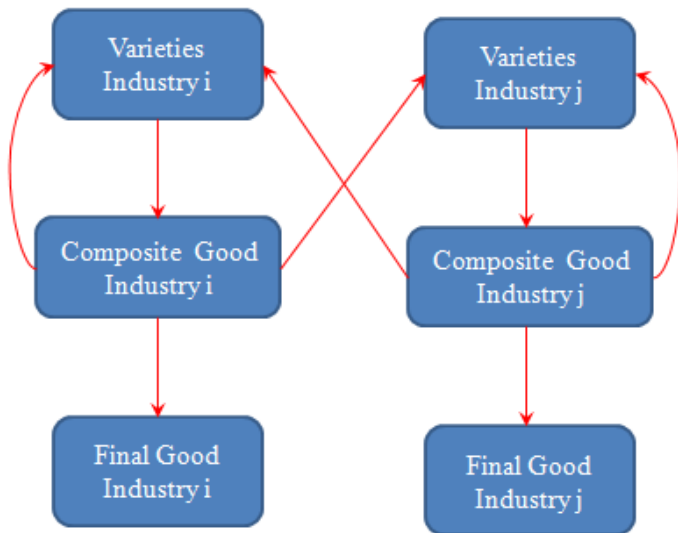 Varieties
Industry i
Varieties
Industry j
Composite Good
Industry i
Composite Good
Industry j
Final Good
Industry i
Final Good
Industry j